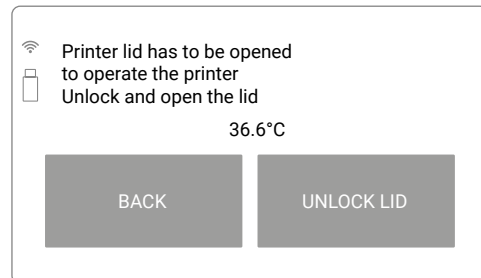 Printer lid has to be opened
to operate the printer
Unlock and open the lid
36.6°C
BACK
UNLOCK LID